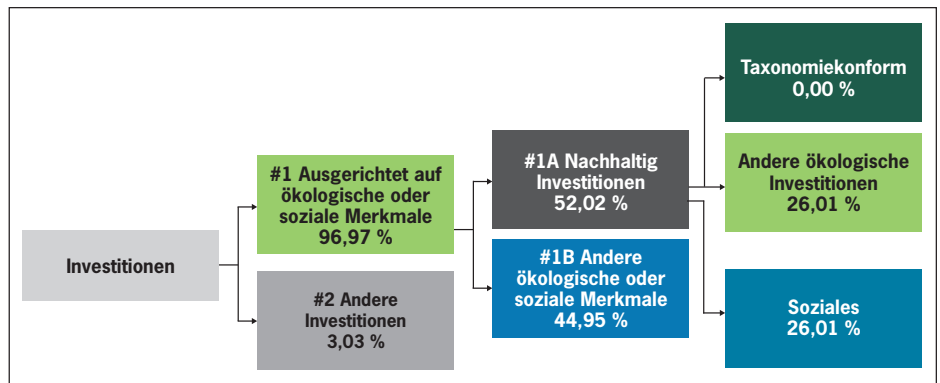 Investitionen
#1 Ausgerichtet auf
ökologische oder
soziale Merkmale
96,97 %
#2 Andere
Investitionen
3,03 %
#1A Nachhaltig
Investitionen
52,02 %
#1B Andere
ökologische oder
soziale Merkmale
44,95 %
Taxonomiekonform
0,00 %
Andere ökologische
Investitionen
26,01 %
Soziales
26,01 %